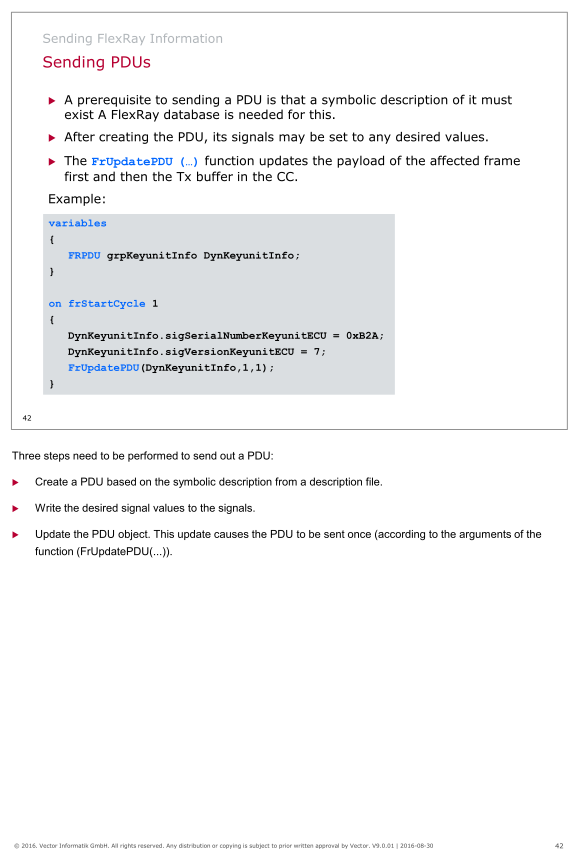 Sending FlexRay Information
Sending PDUs
▶ A prerequisite to sending a PDU is that a symbolic description of it must
exist A FlexRay database is needed for this.
▶ After creating the PDU, its signals may be set to any desired values.
▶ The FrUpdatePDU (…) function updates the payload of the affected frame
first and then the Tx buffer in the CC.
Example:
variables
{
FRPDU grpKeyunitInfo DynKeyunitInfo;
}
on frStartCycle 1
{
DynKeyunitInfo.sigSerialNumberKeyunitECU = 0xB2A;
DynKeyunitInfo.sigVersionKeyunitECU = 7;
FrUpdatePDU(DynKeyunitInfo,1,1);
}
42
Three steps need to be performed to send out a PDU:
▶ Create a PDU based on the symbolic description from a description file.
▶ Write the desired signal values to the signals.
▶ Update the PDU object. This update causes the PDU to be sent once (according to the arguments of the
function (FrUpdatePDU(...)).
© 2016. Vector Informatik GmbH. All rights reserved. Any distribution or copying is subject to prior written approval by Vector. V9.0.01 | 2016-08-30
42